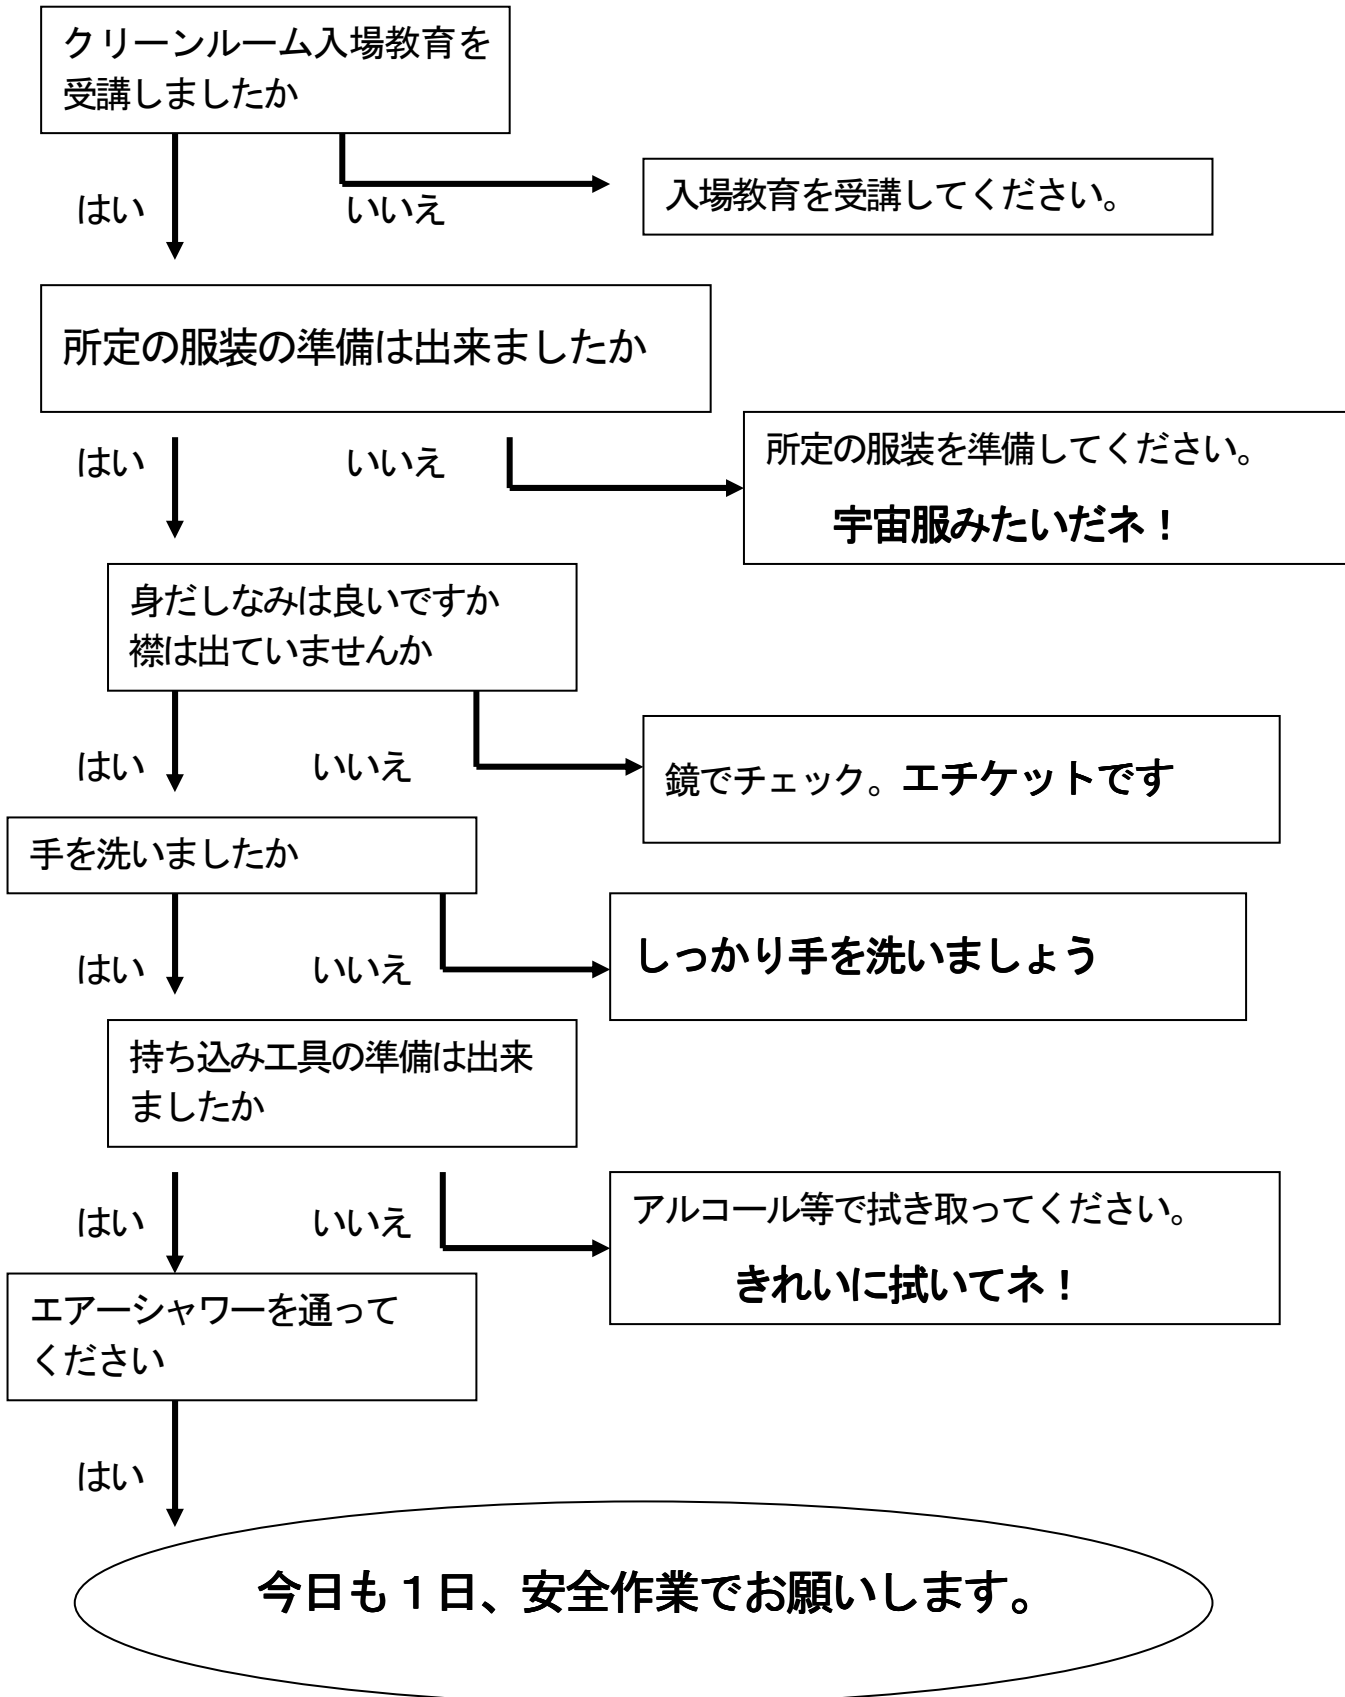 クリーンルーム入場教育を
受講しましたか
はい
いいえ
入場教育を受講してください。
所定の服装の準備は出来ましたか
はい
いいえ
所定の服装を準備してください。
宇宙服みたいだネ！
身だしなみは良いですか
襟は出ていませんか
はい
いいえ
鏡でチェック。エチケットです
手を洗いましたか
はい
いいえ
しっかり手を洗いましょう
持ち込み工具の準備は出来
ましたか
はい
いいえ
アルコール等で拭き取ってください。
きれいに拭いてネ！
エアーシャワーを通って
ください
はい
今日も１日、安全作業でお願いします。